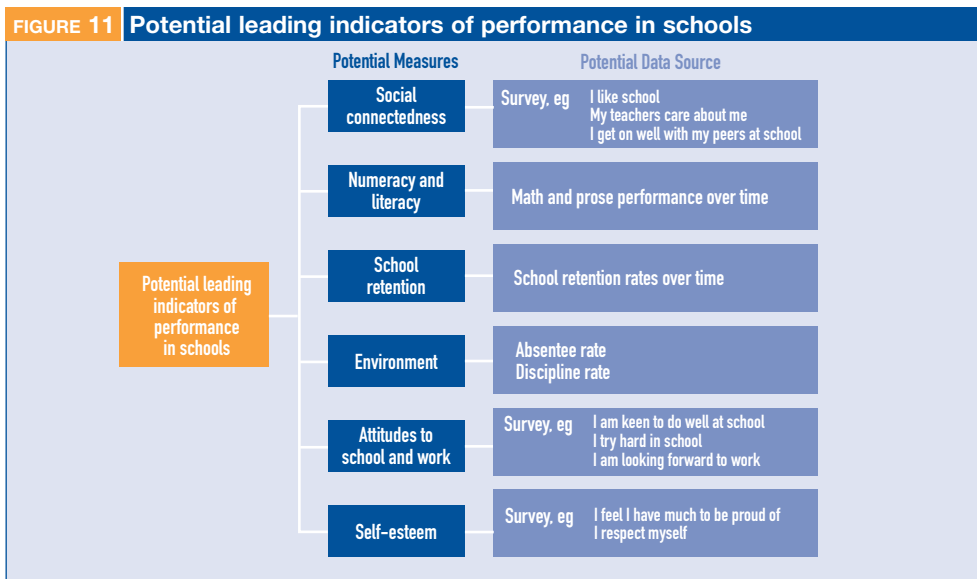 FIGURE 11 Potential leading indicators of performance in schools
Potential Measures
Potential Data Source
Potential leading
indicators of
performance
in schools
Social
connectedness
Survey, eg I like school
My teachers care about me
I get on well with my peers at school
Numeracy and
literacy
Math and prose performance over time
School
retention
School retention rates over time
Environment
Absentee rate
Discipline rate
Attitudes to
school and work
Survey, eg I am keen to do well at school
I try hard in school
I am looking forward to work
Self-esteem
Survey, eg I feel I have much to be proud of
I respect myself